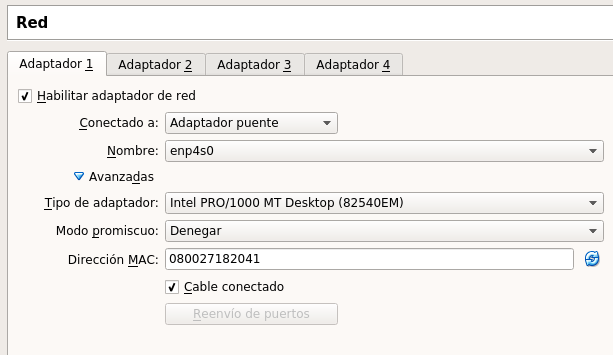 Red
Adaptador 1 Adaptador 2 Adaptador 3 Adaptador 4
Habilitar adaptador de red
Conectado a: Adaptador puente
Nombre: enp4s0
Avanzadas
Tipo de adaptador: Intel PRO/1000 MT Desktop (82540EM)
Modo promiscuo: Denegar
Dirección MAC: 080027182041
Cable conectado
Reenvío de puertos